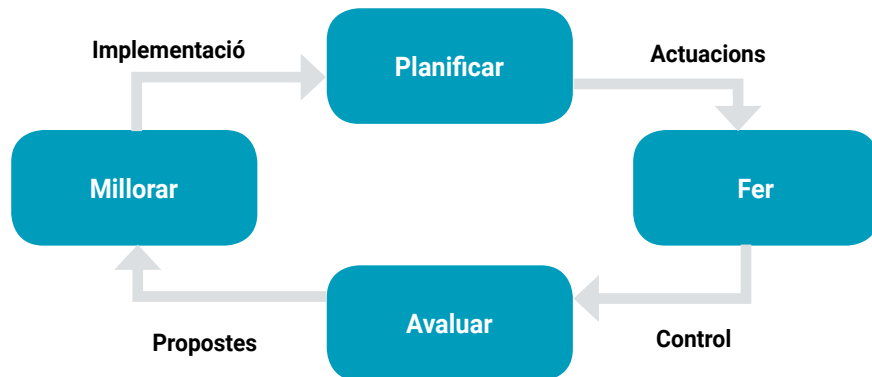 Implementació
Planificar
Actuacions
Millorar
Fer
Avaluar
Propostes
Control